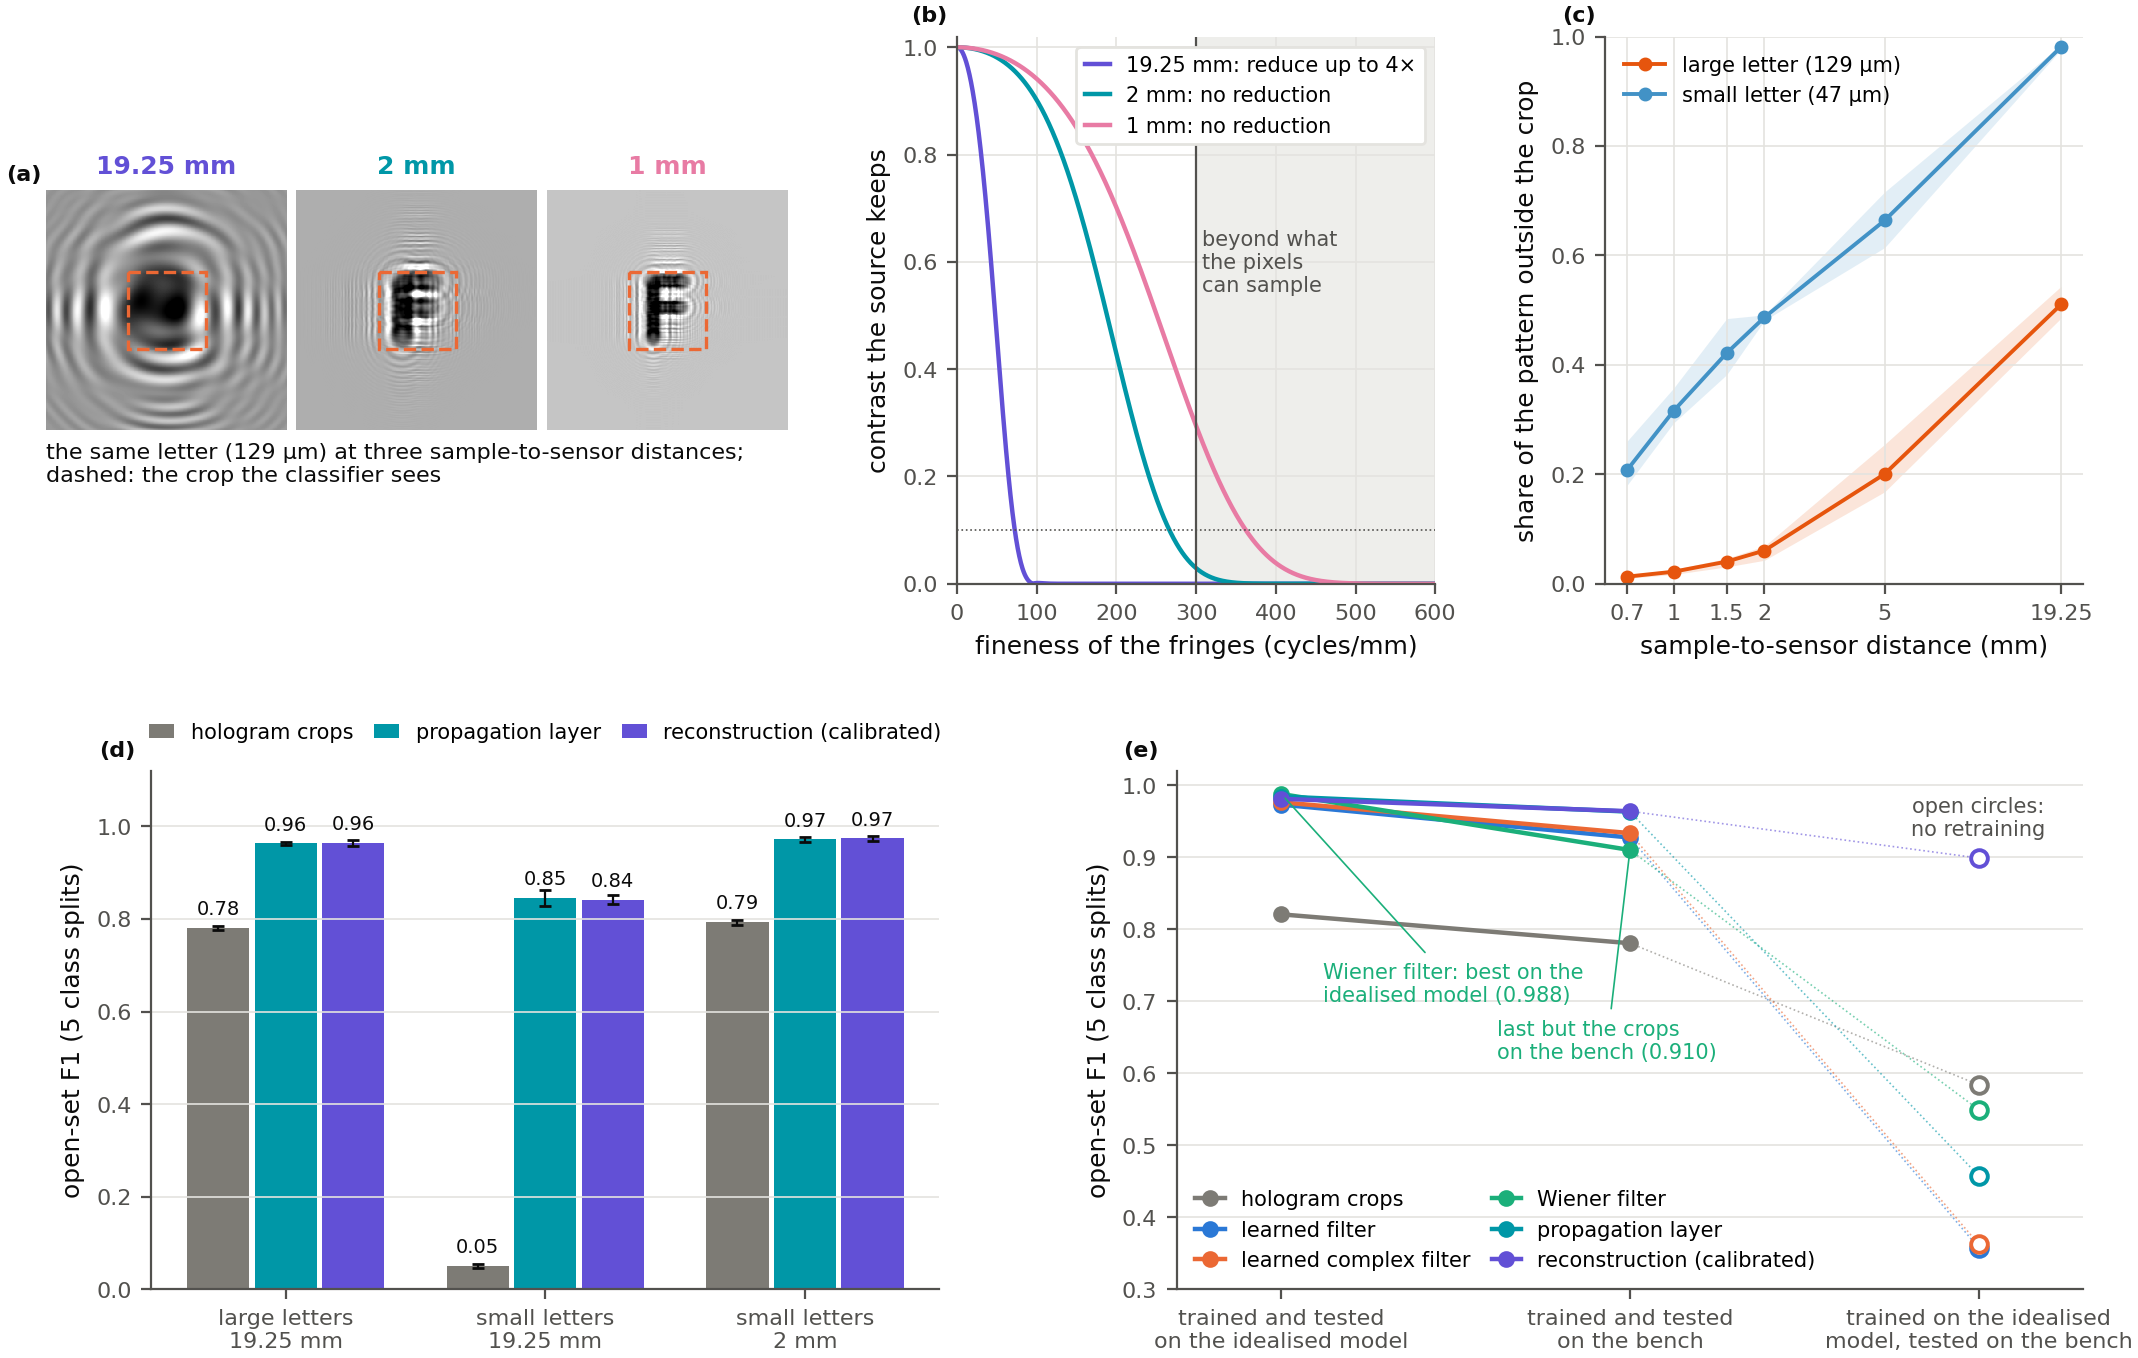 (a)
19.25 mm
2 mm
1 mm
the same letter (129 µm) at three sample-to-sensor distances;
dashed: the crop the classifier sees
(b)
contrast the source keeps
1.0
0.8
0.6
0.4
0.2
0.0
19.25 mm: reduce up to 4×
2 mm: no reduction
1 mm: no reduction
beyond what
the pixels
can sample
0 100 200 300 400 500 600
fineness of the fringes (cycles/mm)
(c)
share of the pattern outside the crop
1.0
0.8
0.6
0.4
0.2
0.0
large letter (129 µm)
small letter (47 µm)
0.7 1 1.5 2 5 19.25
sample-to-sensor distance (mm)
(d)
hologram crops propagation layer reconstruction (calibrated)
open-set F1 (5 class splits)
1.0
0.8
0.6
0.4
0.2
0.0
0.78 0.96 0.96
0.05 0.85 0.84
0.79 0.97 0.97
large letters
19.25 mm
small letters
19.25 mm
small letters
2 mm
(e)
open-set F1 (5 class splits)
1.0
0.9
0.8
0.7
0.6
0.5
0.4
0.3
open circles:
no retraining
Wiener filter: best on the
idealised model (0.988)
last but the crops
on the bench (0.910)
hologram crops
learned filter
learned complex filter
Wiener filter
propagation layer
reconstruction (calibrated)
trained and tested
on the idealised model
trained and tested
on the bench
trained on the idealised
model, tested on the bench